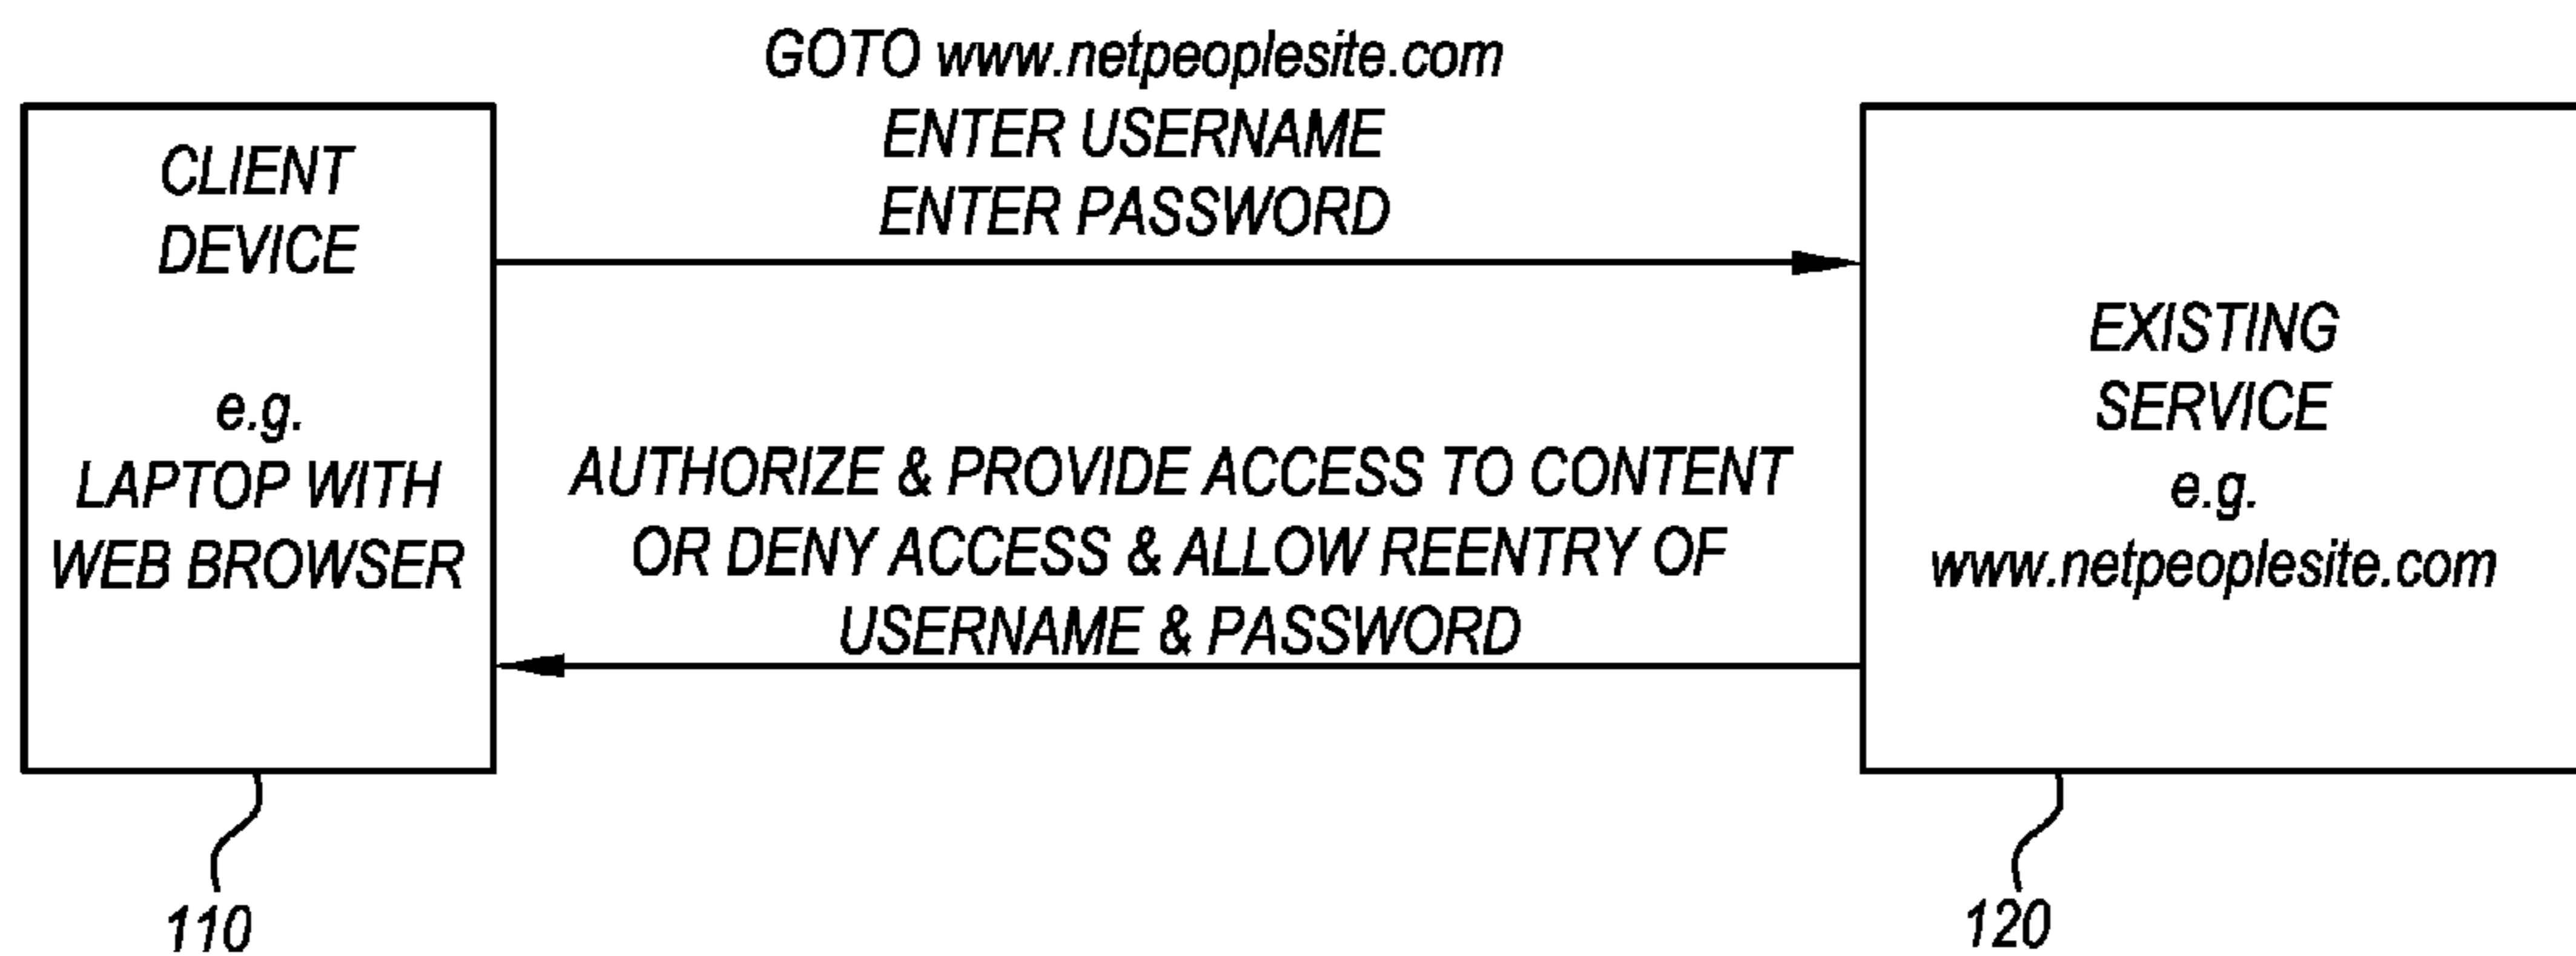 GOTO www.netpeoplesite.com
ENTER USERNAME
ENTER PASSWORD
CLIENT
DEVICE
e.g.
LAPTOP WITH
WEB BROWSER
AUTHORIZE & PROVIDE ACCESS TO CONTENT
OR DENY ACCESS & ALLOW REENTRY OF
USERNAME & PASSWORD
EXISTING
SERVICE
e.g.
www.netpeoplesite.com
110
120